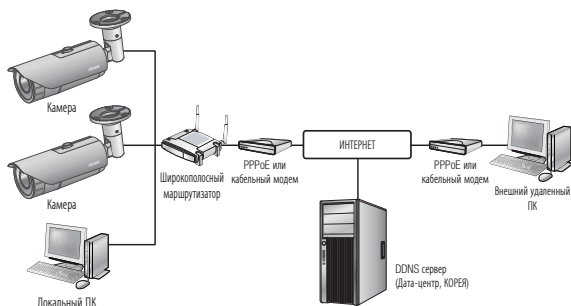 Камера
Камера
Локальный ПК
Широкополосный
маршрутизатор
PPPoE или
кабельный модем
ИНТЕРНЕТ
PPPoE или
кабельный модем
Внешний удаленный
ПК
DDNS сервер
(Дата-центр, КОРЕЯ)